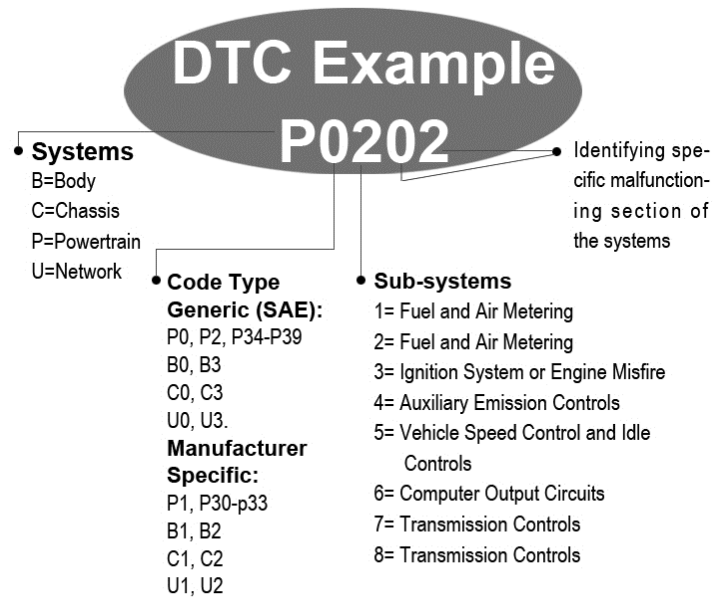 DTC Example
P0202
Systems
B=Body
C=Chassis
P=Powertrain
U=Network
Code Type
Generic (SAE):
P0, P2, P34-P39
B0, B3
C0, C3
U0, U3.
Manufacturer
Specific:
P1, P30-p33
B1, B2
C1, C2
U1, U2
Sub-systems
1= Fuel and Air Metering
2= Fuel and Air Metering
3= Ignition System or Engine Misfire
4= Auxiliary Emission Controls
5= Vehicle Speed Control and Idle
Controls
6= Computer Output Circuits
7= Transmission Controls
8= Transmission Controls
Identifying spe-
cific malfunction-
ing section of
the systems